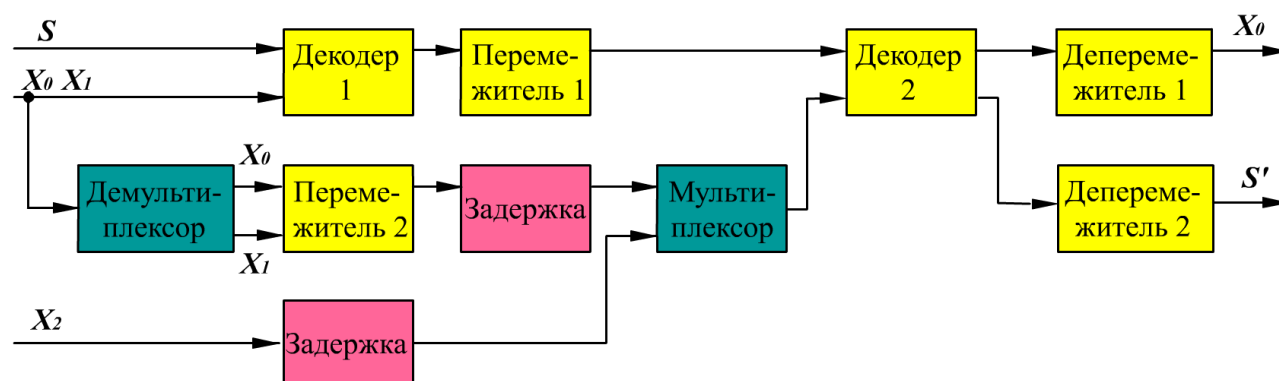 S
X₀ X₁
Декодер
1
Переме-
житель 1
Декодер
2
Депереме-
житель 1
X₀
Демульти-
плексор
X₀
X₁
Переме-
житель 2
Задержка
Мульти-
плексор
Депереме-
житель 2
S'
X₂
Задержка